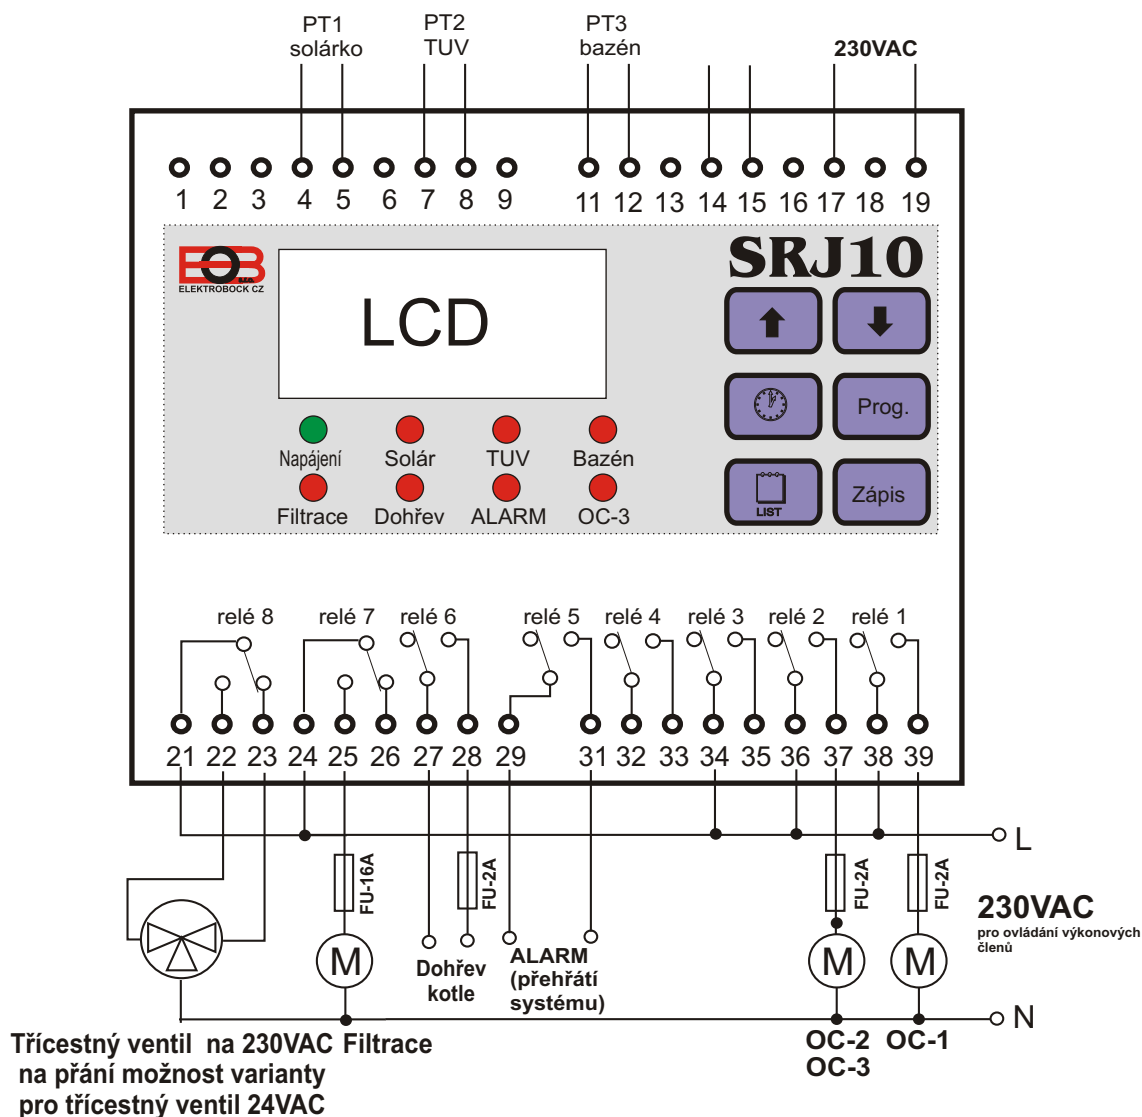 PT1
solárko
PT2
TUV
PT3
bazén
230VAC
1 2 3 4 5 6 7 8 9 11 12 13 14 15 16 17 18 19
EOB
s.r.o.
ELEKTROBOCK CZ
LCD
SRJ10
Prog.
LIST
Zápis
Napájení Solár TUV Bazén
Filtrace Dohřev ALARM OC-3
relé 8 relé 7 relé 6 relé 5 relé 4 relé 3 relé 2 relé 1
21 22 23 24 25 26 27 28 29 31 32 33 34 35 36 37 38 39
L
FU-16A
FU-2A
FU-2A
FU-2A
230VAC
pro ovládání výkonových
členů
M
M
M
Dohřev
kotle
ALARM
(přehřátí
systému)
N
Třícestný ventil na 230VAC
na přání možnost varianty
pro třícestný ventil 24VAC
Filtrace
OC-2
OC-3
OC-1